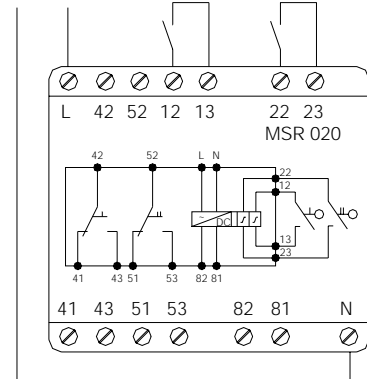 L 42 52 12 13 22 23
MSR 020
42 52 L N
22
12
~ DC
13
23
41 43 51 53 82 81
41 43 51 53 82 81 N